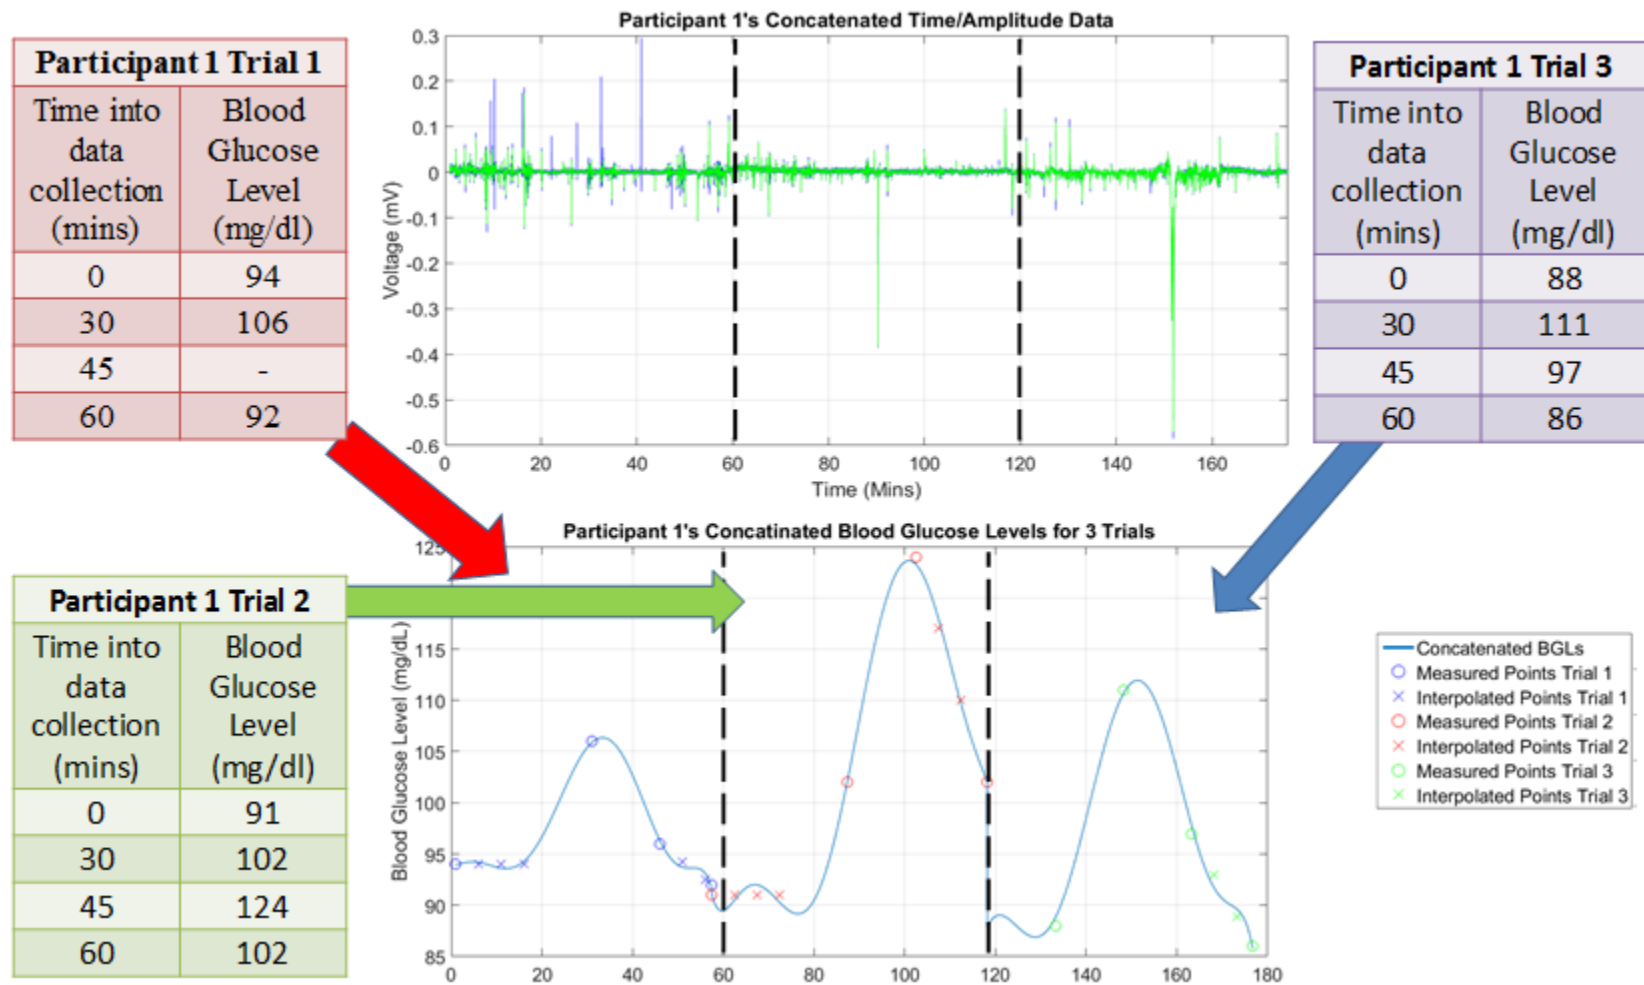 Participant 1 Trial 1
Time into
data
collection
(mins)
Blood
Glucose
Level
(mg/dl)
0 94
30 106
45 -
60 92
Participant 1's Concatenated Time/Amplitude Data
Voltage (mV)
0.3
0.2
0.1
0
-0.1
-0.2
-0.3
-0.4
-0.5
-0.6
0 20 40 60 80 100 120 140 160
Time (Mins)
Participant 1 Trial 3
Time into
data
collection
(mins)
Blood
Glucose
Level
(mg/dl)
0 88
30 111
45 97
60 86
Participant 1 Trial 2
Time into
data
collection
(mins)
Blood
Glucose
Level
(mg/dl)
0 91
30 102
45 124
60 102
Participant 1's Concatinated Blood Glucose Levels for 3 Trials
Blood Glucose Level (mg/dL)
125
115
110
105
100
95
90
85
0 20 40 60 80 100 120 140 160 180
Concatenated BGLs
Measured Points Trial 1
Interpolated Points Trial 1
Measured Points Trial 2
Interpolated Points Trial 2
Measured Points Trial 3
Interpolated Points Trial 3